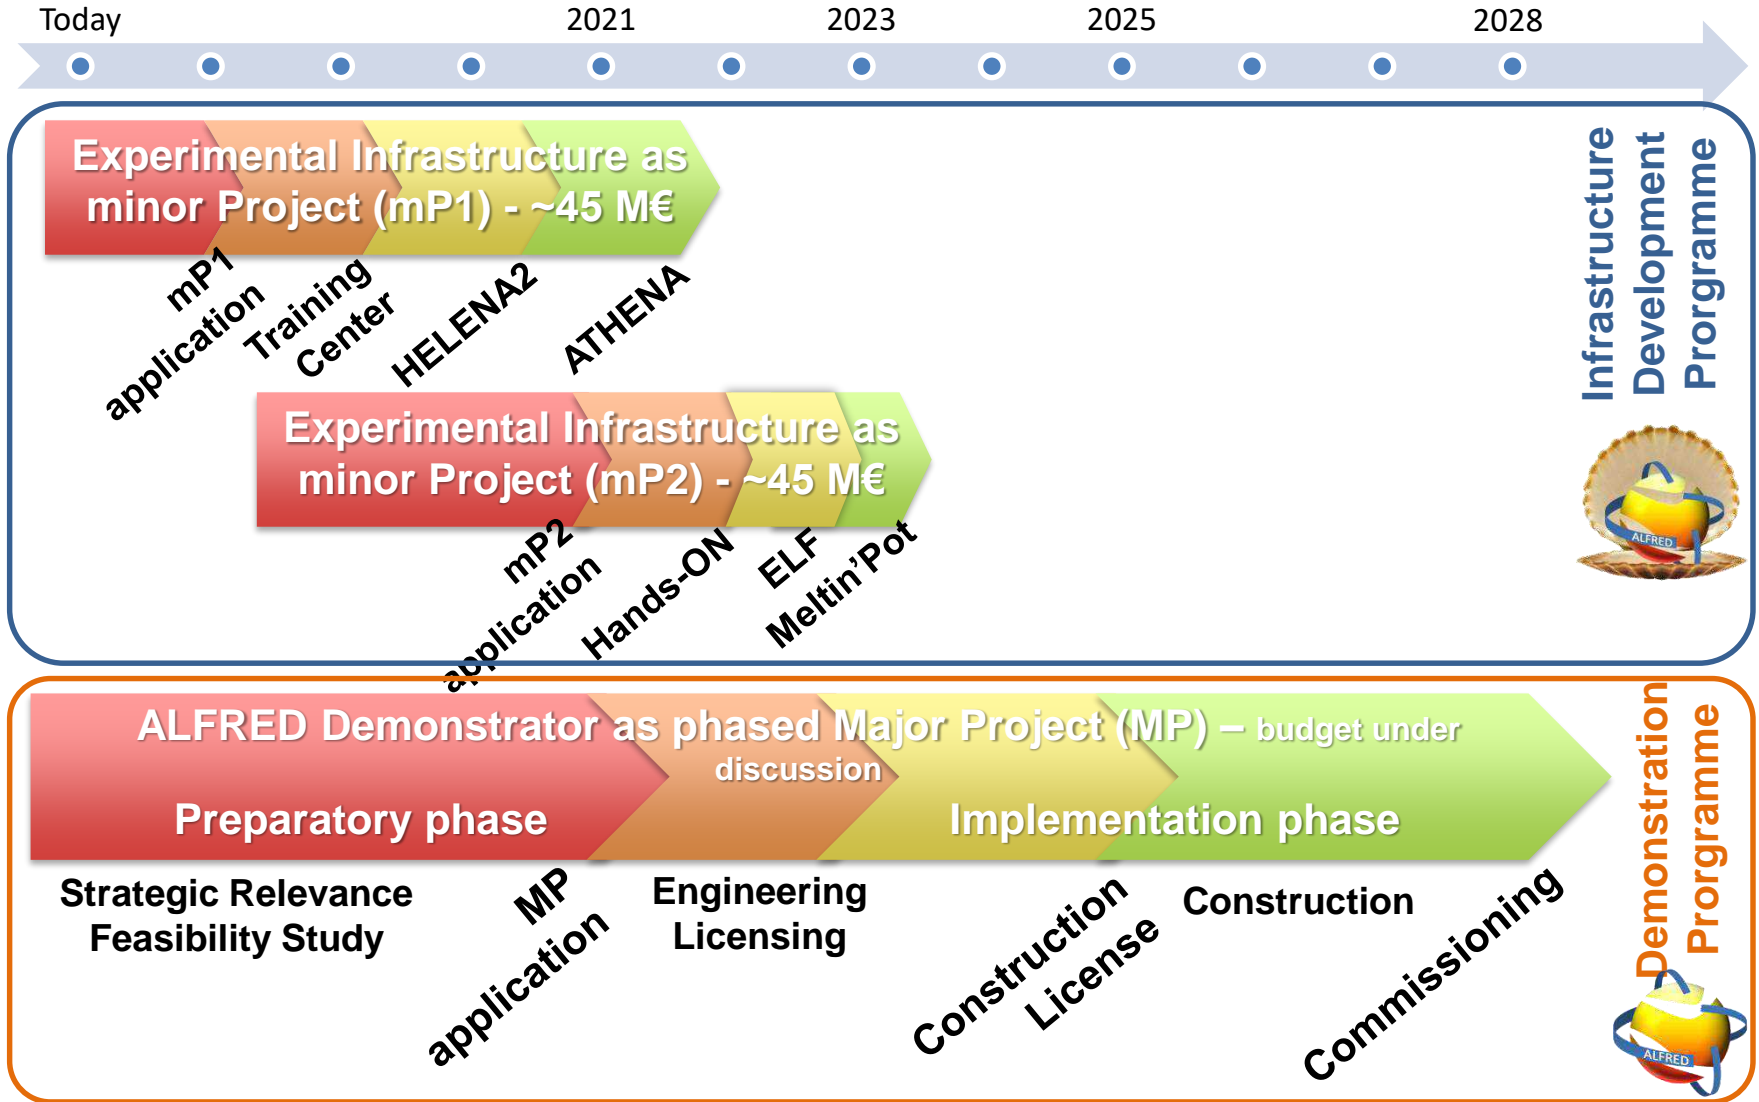 Today
2021
2023
2025
2028
Experimental Infrastructure as
minor Project (mP1) - ~45 M€
mP1
application
Training
Center
HELENA2
ATHENA
Infrastructure
Development
Prorgramme
Experimental Infrastructure as
minor Project (mP2) - ~45 M€
mP2
application
Hands-ON
ELF
Meltin'Pot
ALFRED
ALFRED Demonstrator as phased Major Project (MP) – budget under
discussion
Preparatory phase
Implementation phase
Strategic Relevance
Feasibility Study
MP
application
Engineering
Licensing
Construction
License
Construction
Commissioning
Demonstration
Prorgramme
ALFRED